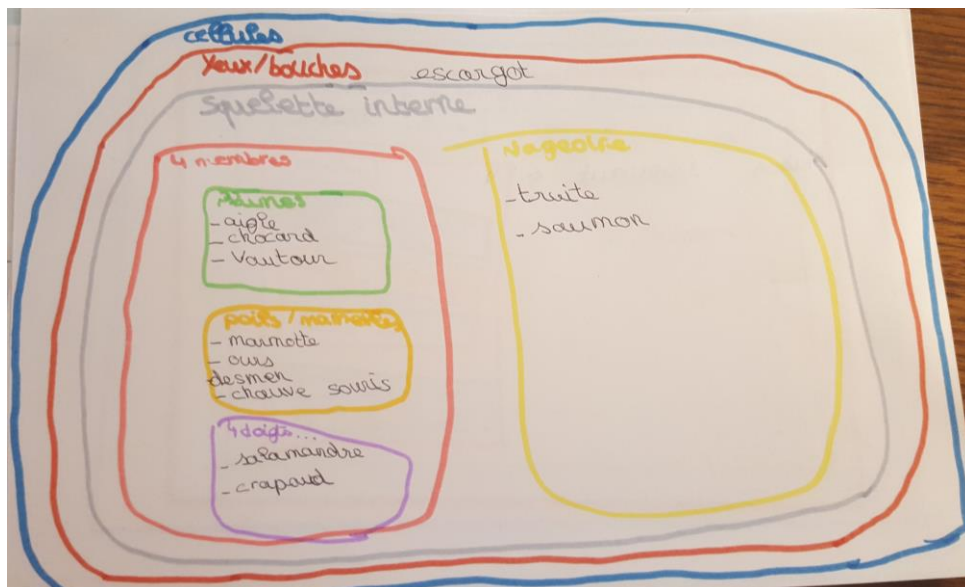 cellules
Yeux/bouches escargot
squelette interne
4 membres
Plumes
- aigle
- chocard
- Vautour
poils/mamelles
- marmotte
- ours
desmen
- chauve souris
4 doigts...
- salamandre
- crapaud
Nageoire
- truite
- saumon